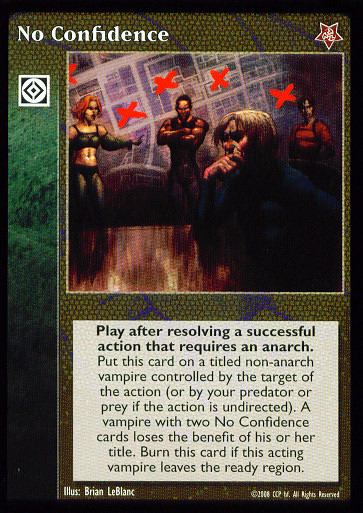 No Confidence
Play after resolving a successful
action that requires an anarch.
Put this card on a titled non-anarch
vampire controlled by the target of
the action (or by your predator or
prey if the action is undirected). A
vampire with two No Confidence
cards loses the benefit of his or her
title. Burn this card if this acting
vampire leaves the ready region.
Illus: Brian LeBlanc
©2008 CCP hf. All Rights Reserved